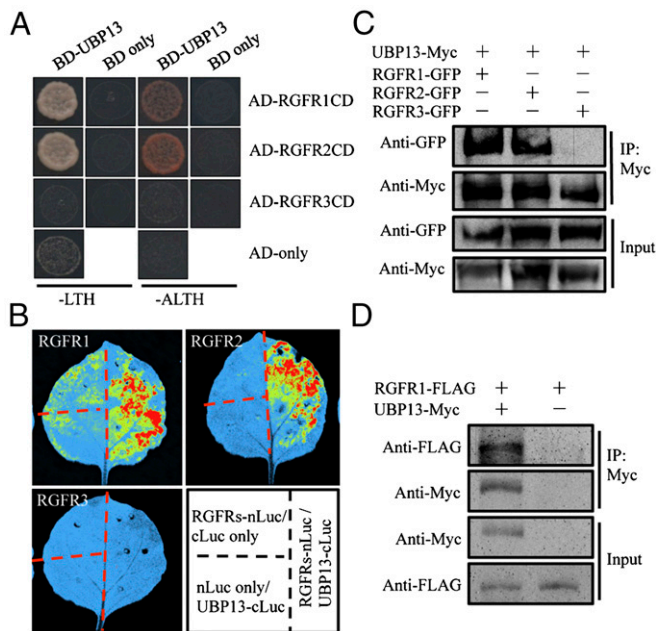 A
BD-UBP13
BD only
BD-UBP13
BD only
AD-RGFR1CD
AD-RGFR2CD
AD-RGFR3CD
AD-only
-LTH
-ALTH
B
RGFR1
RGFR2
RGFR3
RGFRs-nLuc/
cLuc only
nLuc only/
UBP13-cLuc
RGFRs-nLuc/
UBP13-cLuc
C
UBP13-Myc + + +
RGFR1-GFP + − −
RGFR2-GFP − + −
RGFR3-GFP − − +
Anti-GFP
Anti-Myc
IP:
Myc
Anti-GFP
Anti-Myc
Input
D
RGFR1-FLAG + +
UBP13-Myc + −
Anti-FLAG
Anti-Myc
IP:
Myc
Anti-Myc
Anti-FLAG
Input